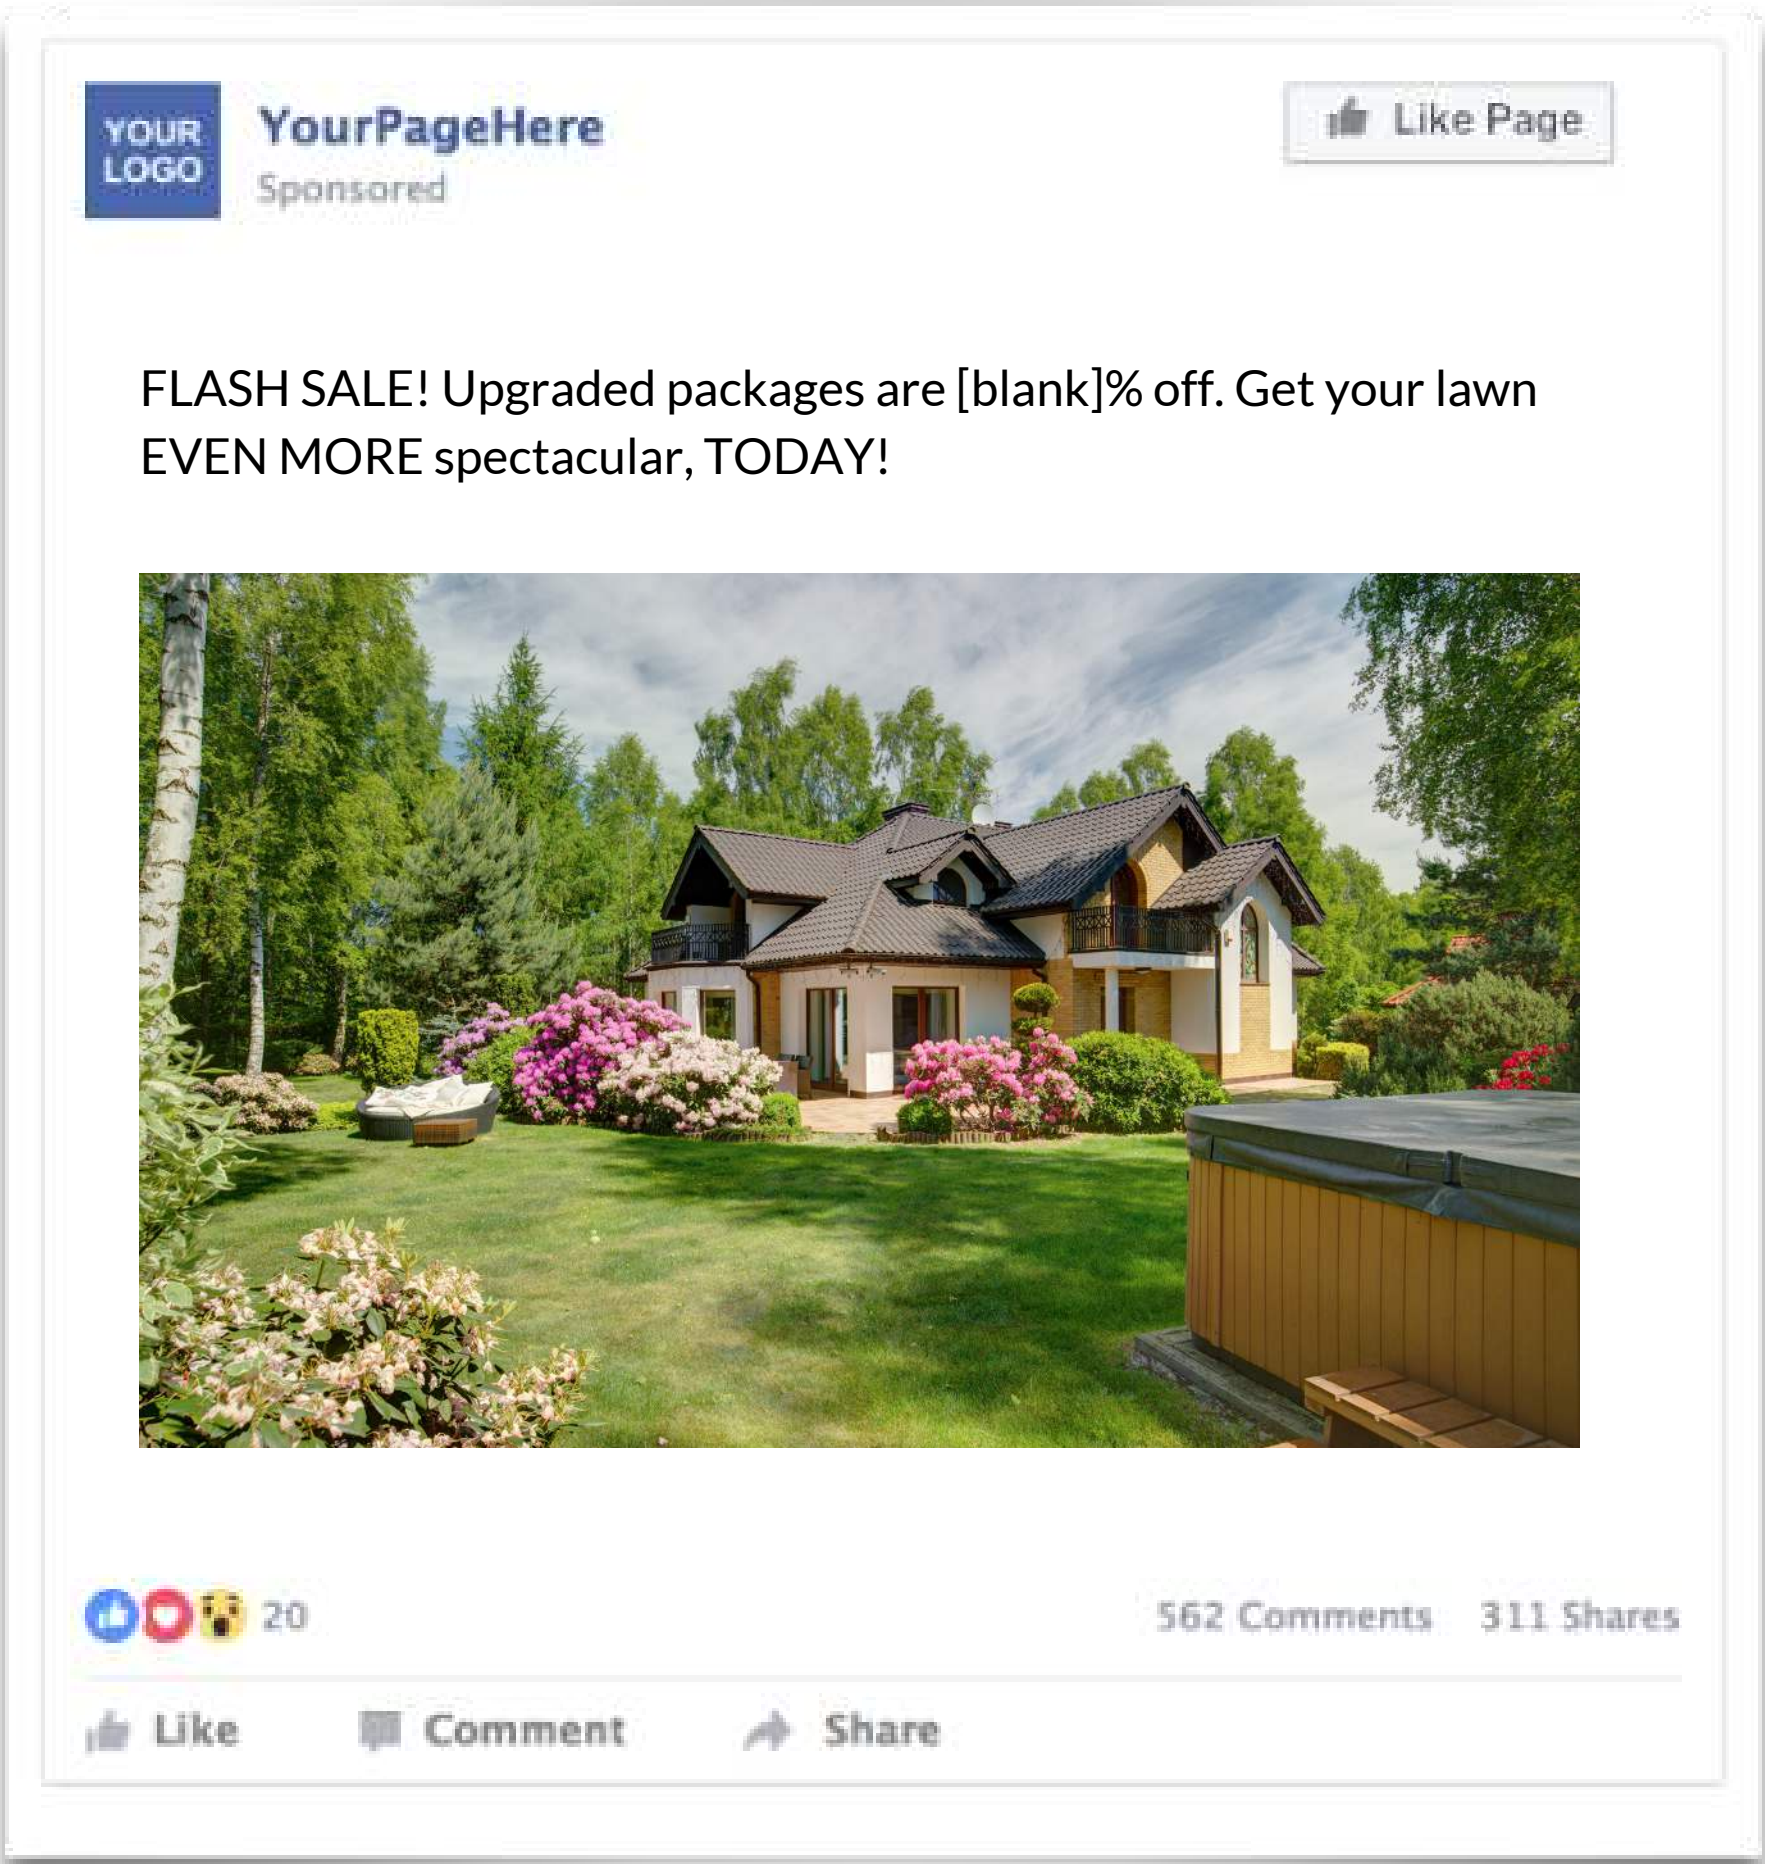 YOUR
LOGO
YourPageHere
Sponsored
Like Page
FLASH SALE! Upgraded packages are [blank]% off. Get your lawn
EVEN MORE spectacular, TODAY!
20
562 Comments 311 Shares
Like Comment Share